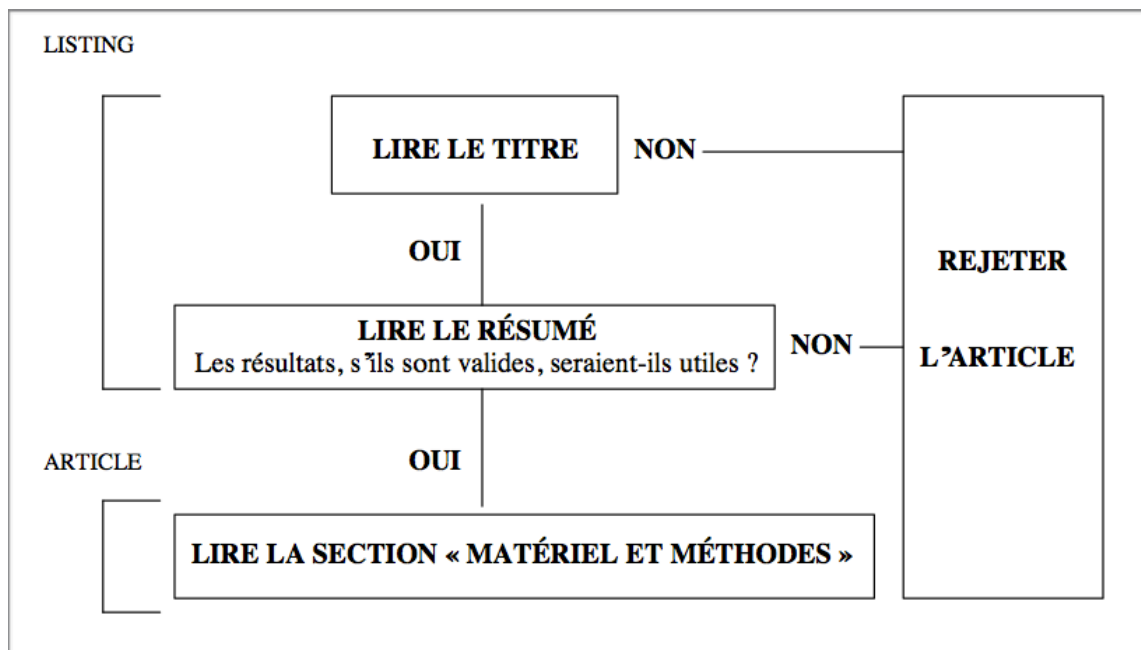 LISTING
LIRE LE TITRE
NON
OUI
REJETER
L’ARTICLE
LIRE LE RÉSUMÉ
Les résultats, s’ils sont valides, seraient-ils utiles ?
NON
ARTICLE
OUI
LIRE LA SECTION « MATÉRIEL ET MÉTHODES »